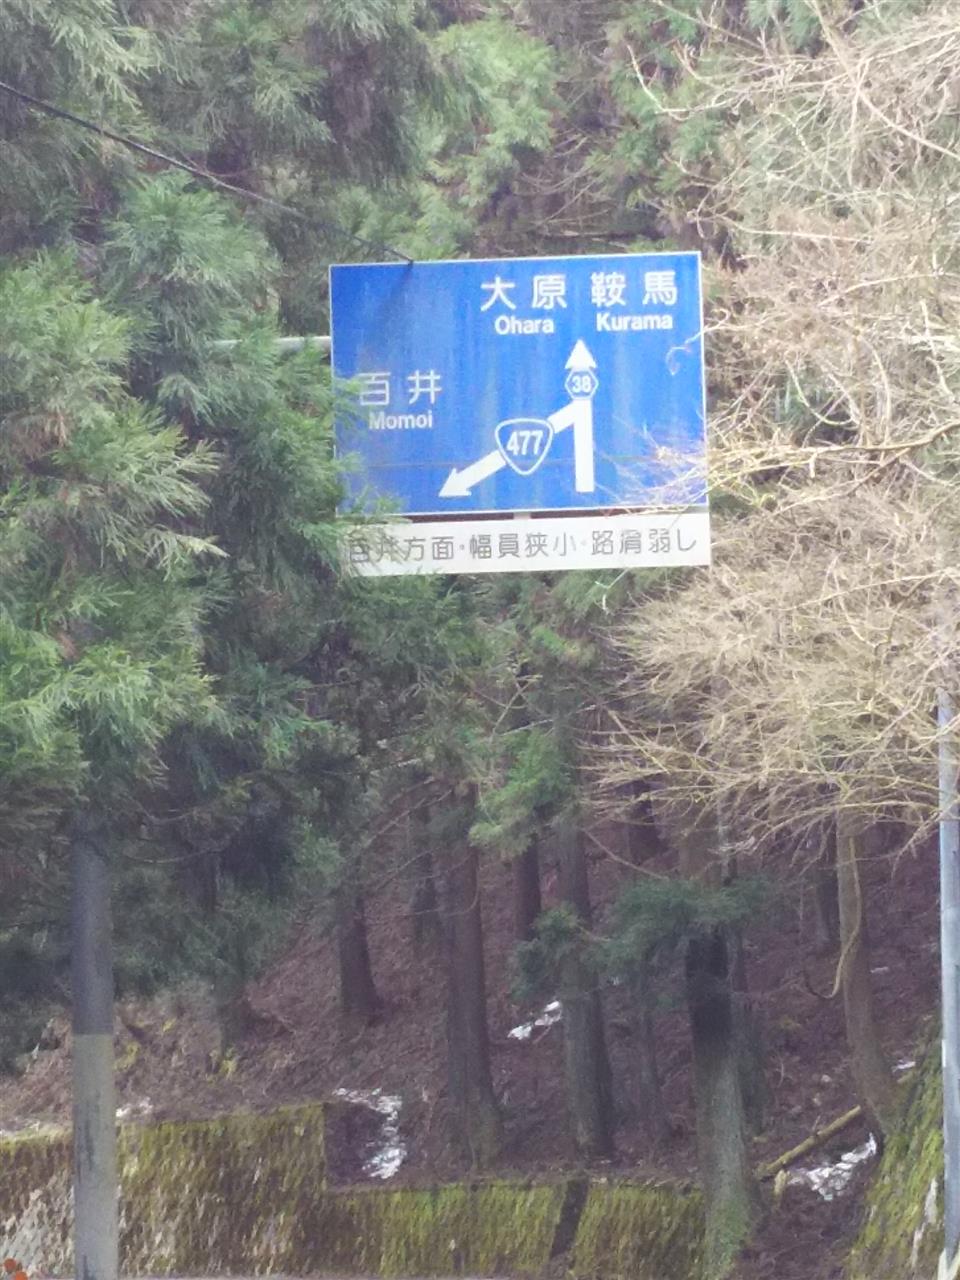 大原 鞍馬
Ohara Kurama
38
百井
Momoi
477
百井方面・幅員狭小・路肩弱し